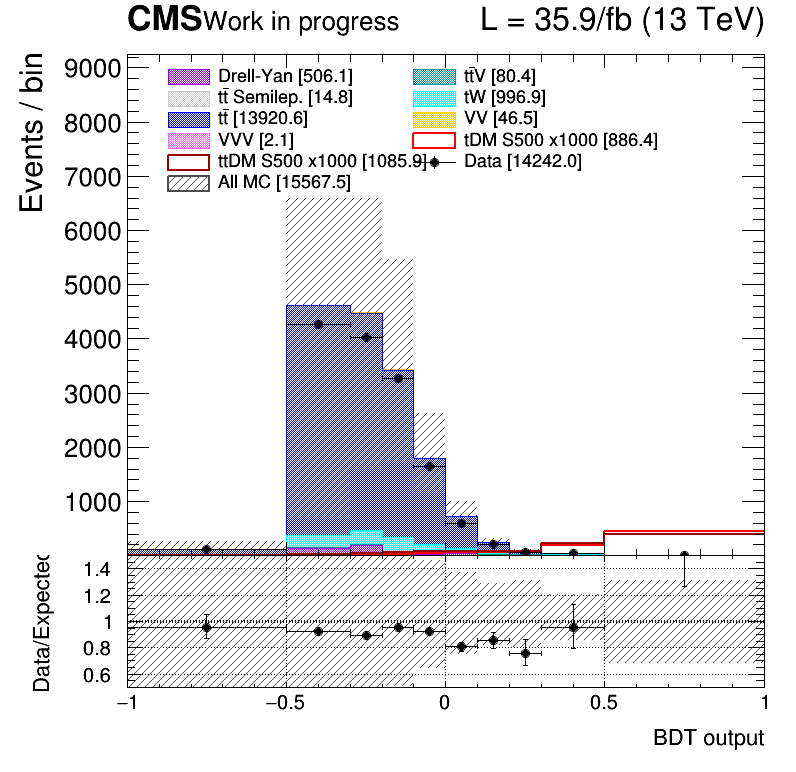 CMS Work in progress L = 35.9/fb (13 TeV)
Events / bin
9000
8000
7000
6000
5000
4000
3000
2000
1000
Drell-Yan [506.1] tt̄V [80.4]
tt̄ Semilep. [14.8] tW [996.9]
tt̄ [13920.6] VV [46.5]
VVV [2.1] tDM S500 x1000 [886.4]
ttDM S500 x1000 [1085.9] Data [14242.0]
All MC [15567.5]
Data/Expected
1.4
1.2
1
0.8
0.6
−1 −0.5 0 0.5 1
BDT output